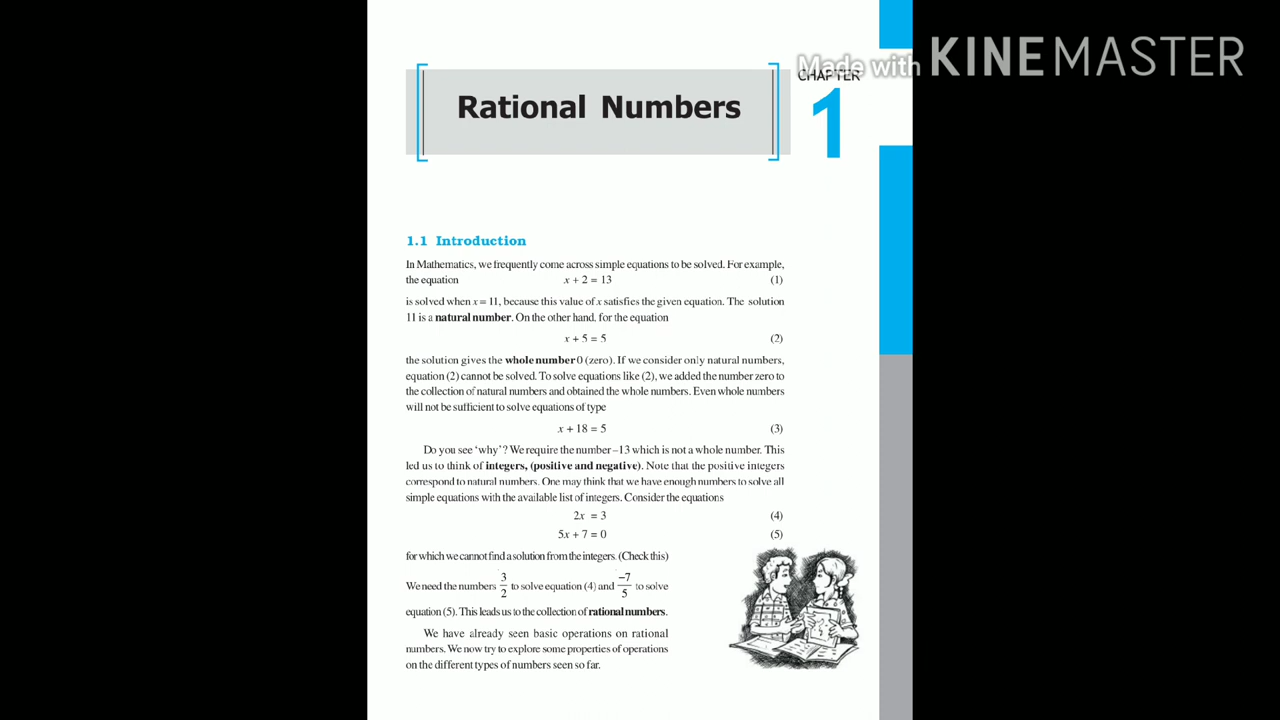 Made with KINEMASTER
CHAPTER
1
Rational Numbers
1.1 Introduction
In Mathematics, we frequently come across simple equations to be solved. For example,
the equation x + 2 = 13 (1)
is solved when x = 11, because this value of x satisfies the given equation. The solution
11 is a natural number. On the other hand, for the equation
x + 5 = 5 (2)
the solution gives the whole number 0 (zero). If we consider only natural numbers,
equation (2) cannot be solved. To solve equations like (2), we added the number zero to
the collection of natural numbers and obtained the whole numbers. Even whole numbers
will not be sufficient to solve equations of type
x + 18 = 5 (3)
Do you see ‘why’? We require the number –13 which is not a whole number. This
led us to think of integers, (positive and negative). Note that the positive integers
correspond to natural numbers. One may think that we have enough numbers to solve all
simple equations with the available list of integers. Consider the equations
2x = 3 (4)
5x + 7 = 0 (5)
for which we cannot find a solution from the integers. (Check this)
We need the numbers 3/2 to solve equation (4) and –7/5 to solve
equation (5). This leads us to the collection of rational numbers.
We have already seen basic operations on rational
numbers. We now try to explore some properties of operations
on the different types of numbers seen so far.